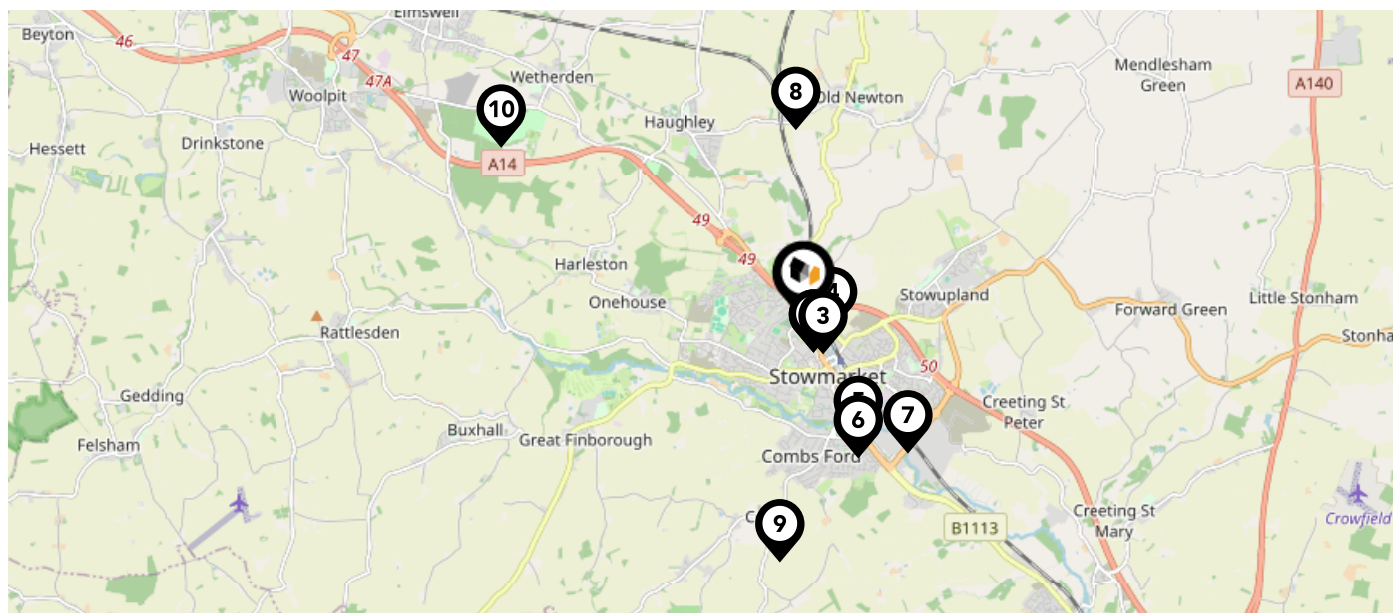 Elmswell
Beyton
46
47
47A
Wetherden
Mendlesham
Green
A140
Woolpit
10
8
Old Newton
Haughley
Drinkstone
Hessett
A14
49
49
Harleston
4
Onehouse
3
Stowupland
Little Stonham
Forward Green
Rattlesden
Stonha
Stowmarket
50
Gedding
5
6
7
Creeting St
Peter
Buxhall
Great Finborough
Felsham
Combs Ford
9
Creeting St
Mary
B1113
Crowfield